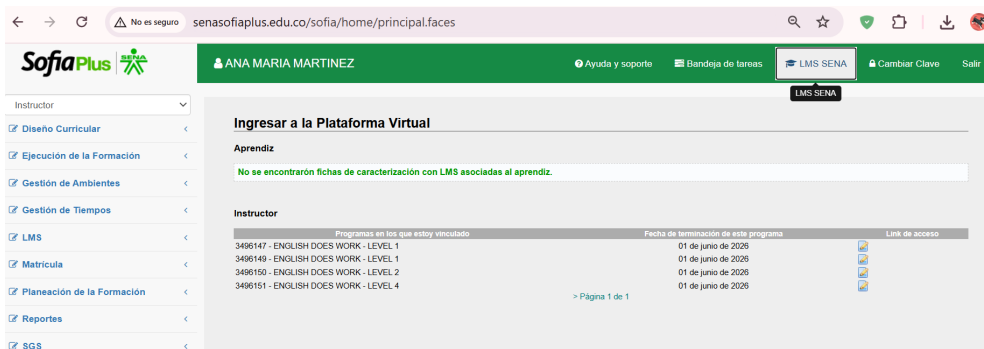 No es seguro senasofiaplus.edu.co/sofia/home/principal.faces
SofiaPlus SENA
ANA MARIA MARTINEZ Ayuda y soporte Bandeja de tareas LMS SENA Cambiar Clave Salir
LMS SENA
Instructor
Diseño Curricular
Ejecución de la Formación
Gestión de Ambientes
Gestión de Tiempos
LMS
Matrícula
Planeación de la Formación
Reportes
SGS
Ingresar a la Plataforma Virtual
Aprendiz
No se encontrarón fichas de caracterización con LMS asociadas al aprendiz.
Instructor
Programas en los que estoy vinculado Fecha de terminación de este programa Link de acceso
3496147 - ENGLISH DOES WORK - LEVEL 1 01 de junio de 2026
3496149 - ENGLISH DOES WORK - LEVEL 1 01 de junio de 2026
3496150 - ENGLISH DOES WORK - LEVEL 2 01 de junio de 2026
3496151 - ENGLISH DOES WORK - LEVEL 4 01 de junio de 2026
> Página 1 de 1